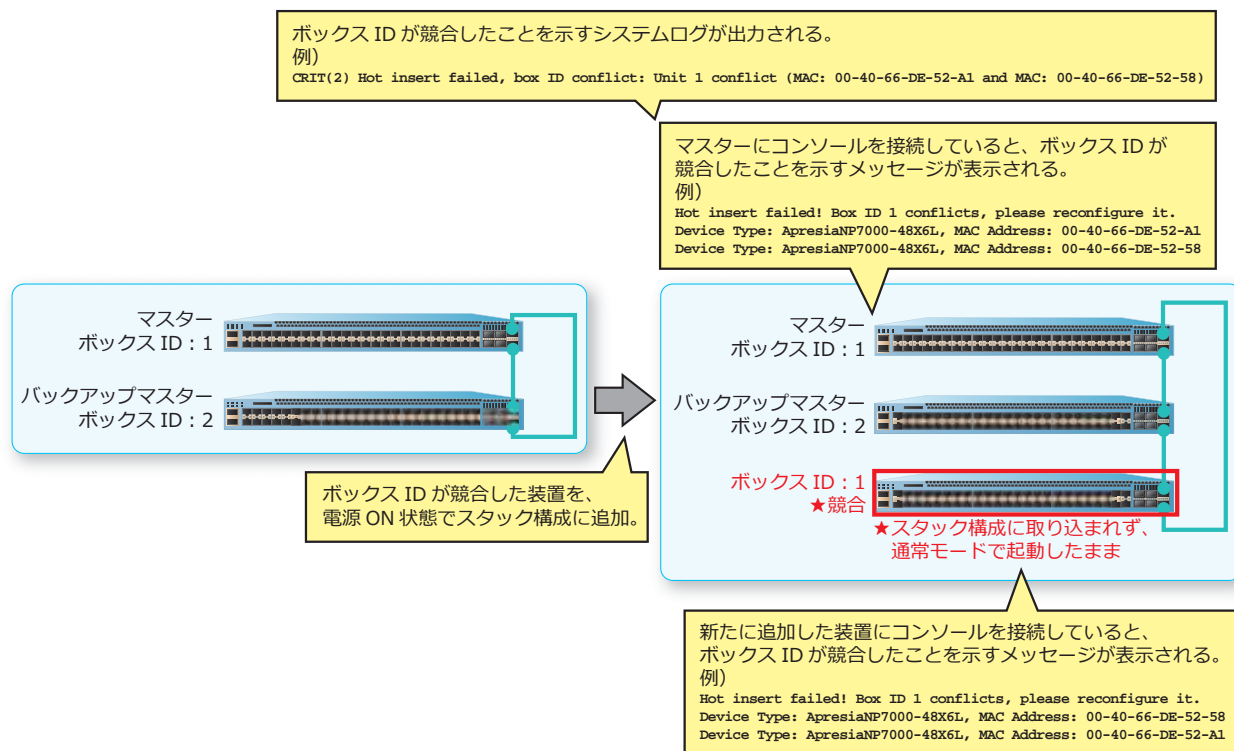 ボックス ID が競合したことを示すシステムログが出力される。
例）
CRIT(2) Hot insert failed, box ID conflict: Unit 1 conflict (MAC: 00-40-66-DE-52-A1 and MAC: 00-40-66-DE-52-58)
マスターにコンソールを接続していると、ボックス ID が
競合したことを示すメッセージが表示される。
例）
Hot insert failed! Box ID 1 conflicts, please reconfigure it.
Device Type: ApresiaNP7000-48X6L, MAC Address: 00-40-66-DE-52-A1
Device Type: ApresiaNP7000-48X6L, MAC Address: 00-40-66-DE-52-58
マスター
ボックス ID：1
バックアップマスター
ボックス ID：2
ボックス ID が競合した装置を、
電源 ON 状態でスタック構成に追加。
マスター
ボックス ID：1
バックアップマスター
ボックス ID：2
ボックス ID：1
★競合
★スタック構成に取り込まれず、
通常モードで起動したまま
新たに追加した装置にコンソールを接続していると、
ボックス ID が競合したことを示すメッセージが表示される。
例）
Hot insert failed! Box ID 1 conflicts, please reconfigure it.
Device Type: ApresiaNP7000-48X6L, MAC Address: 00-40-66-DE-52-58
Device Type: ApresiaNP7000-48X6L, MAC Address: 00-40-66-DE-52-A1